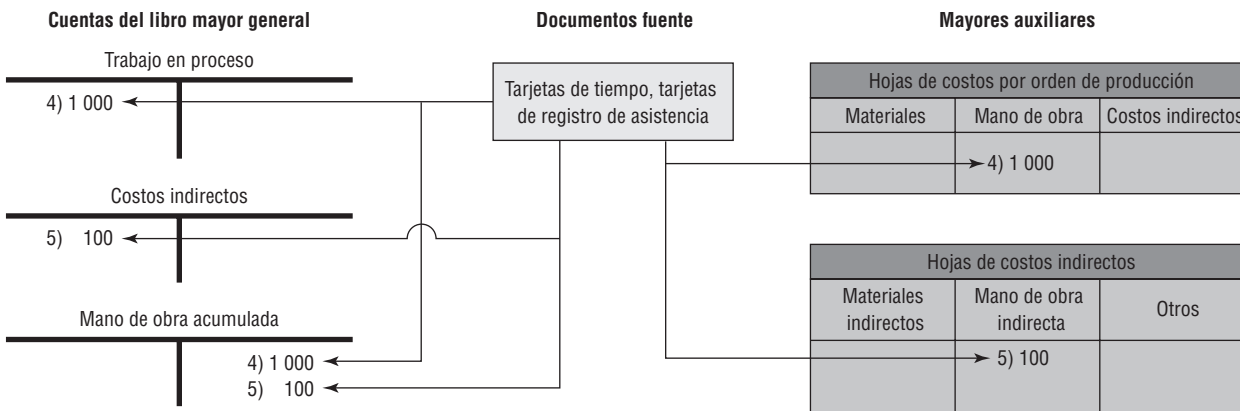 Cuentas del libro mayor general
Documentos fuente
Mayores auxiliares
Trabajo en proceso
4) 1 000
Costos indirectos
5) 100
Mano de obra acumulada
4) 1 000
5) 100
Tarjetas de tiempo, tarjetas
de registro de asistencia
Hojas de costos por orden de producción
Materiales
Mano de obra
Costos indirectos
4) 1 000
Hojas de costos indirectos
Materiales
indirectos
Mano de obra
indirecta
Otros
5) 100